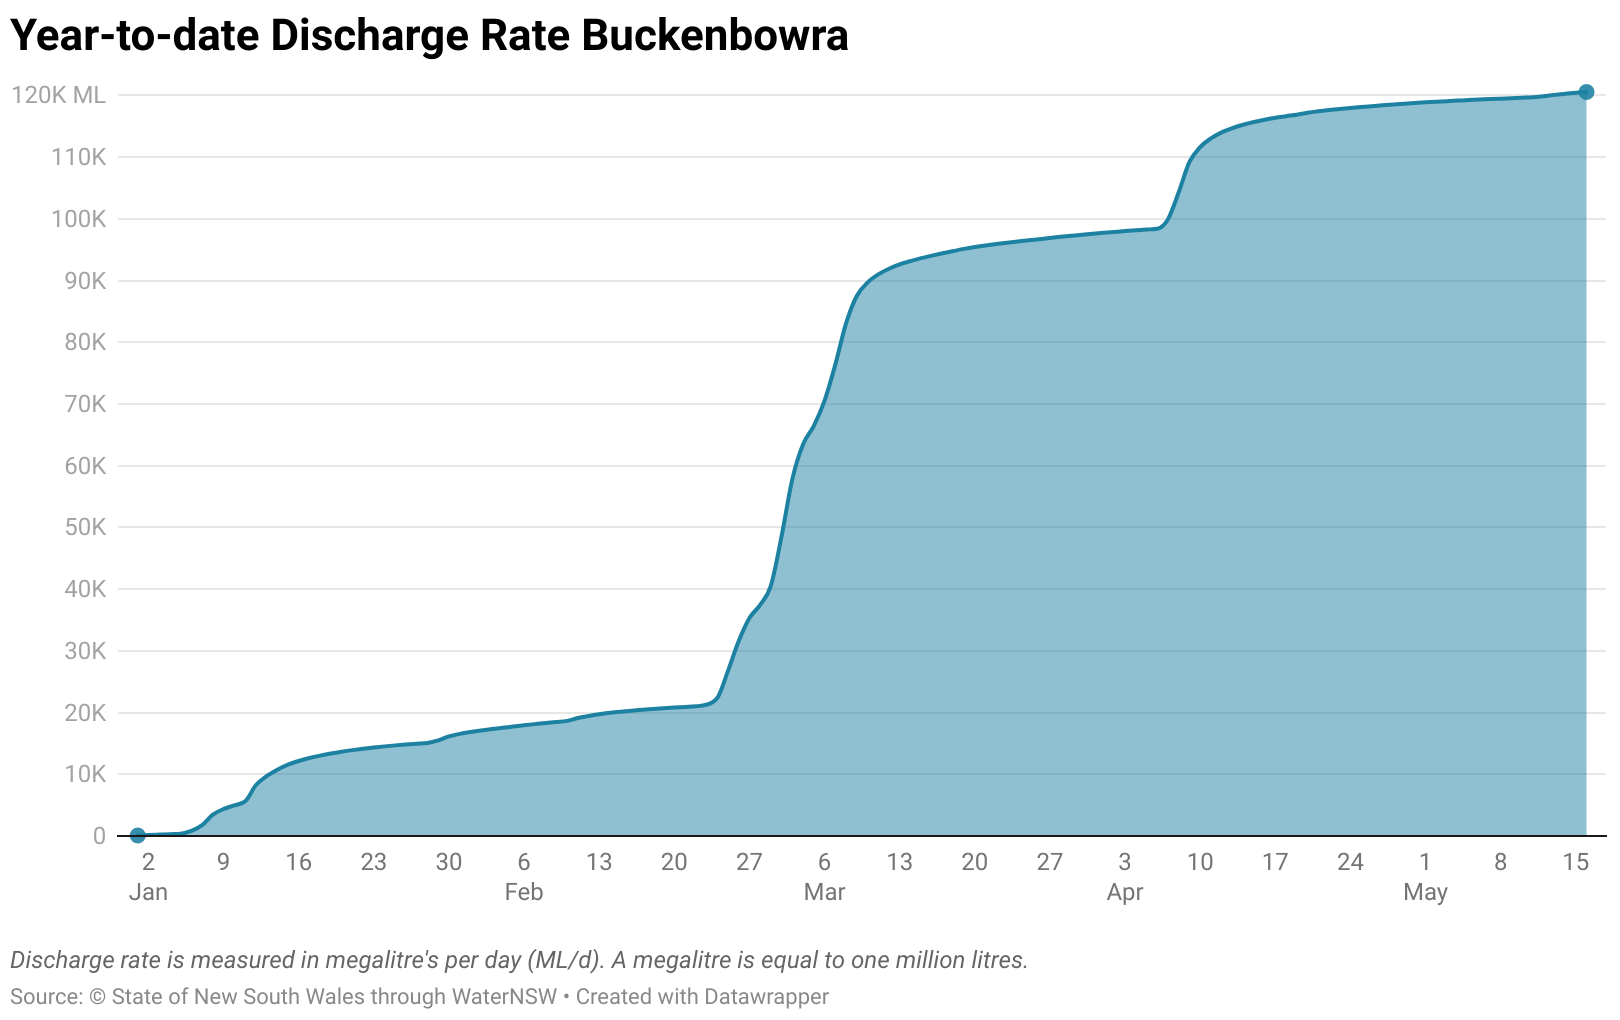 Year-to-date Discharge Rate Buckenbowra
120K ML
110K
100K
90K
80K
70K
60K
50K
40K
30K
20K
10K
0
2 9 16 23 30 6 13 20 27 6 13 20 27 3 10 17 24 1 8 15
Jan Feb Mar Apr May
Discharge rate is measured in megalitre's per day (ML/d). A megalitre is equal to one million litres.
Source: © State of New South Wales through WaterNSW • Created with Datawrapper